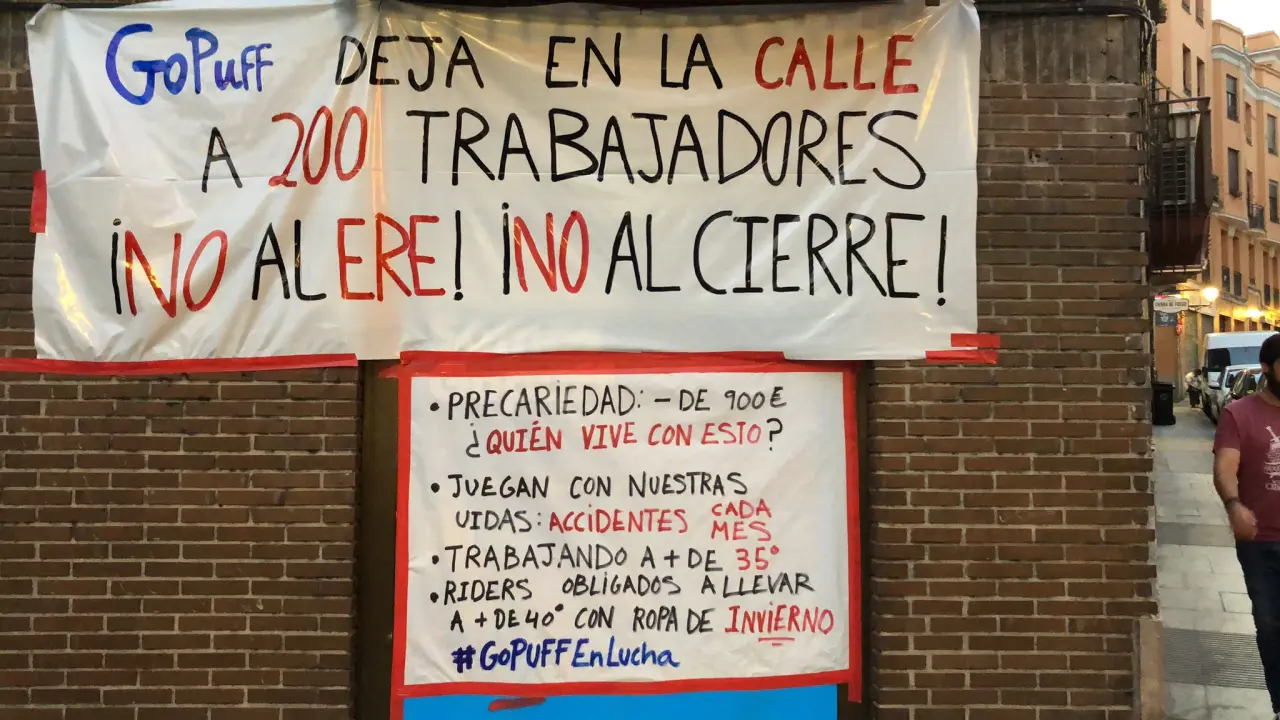 GoPuff DEJA EN LA CALLE
A 200 TRABAJADORES
¡NO AL ERE! ¡NO AL CIERRE!
• PRECARIEDAD: - DE 900€
¿QUIÉN VIVE CON ESTO?
• JUEGAN CON NUESTRAS
VIDAS: ACCIDENTES CADA
MES
• TRABAJANDO A + DE 35°
• RIDERS OBLIGADOS A LLEVAR
A + DE 40° CON ROPA DE INVIERNO
#GoPUFFEnLucha